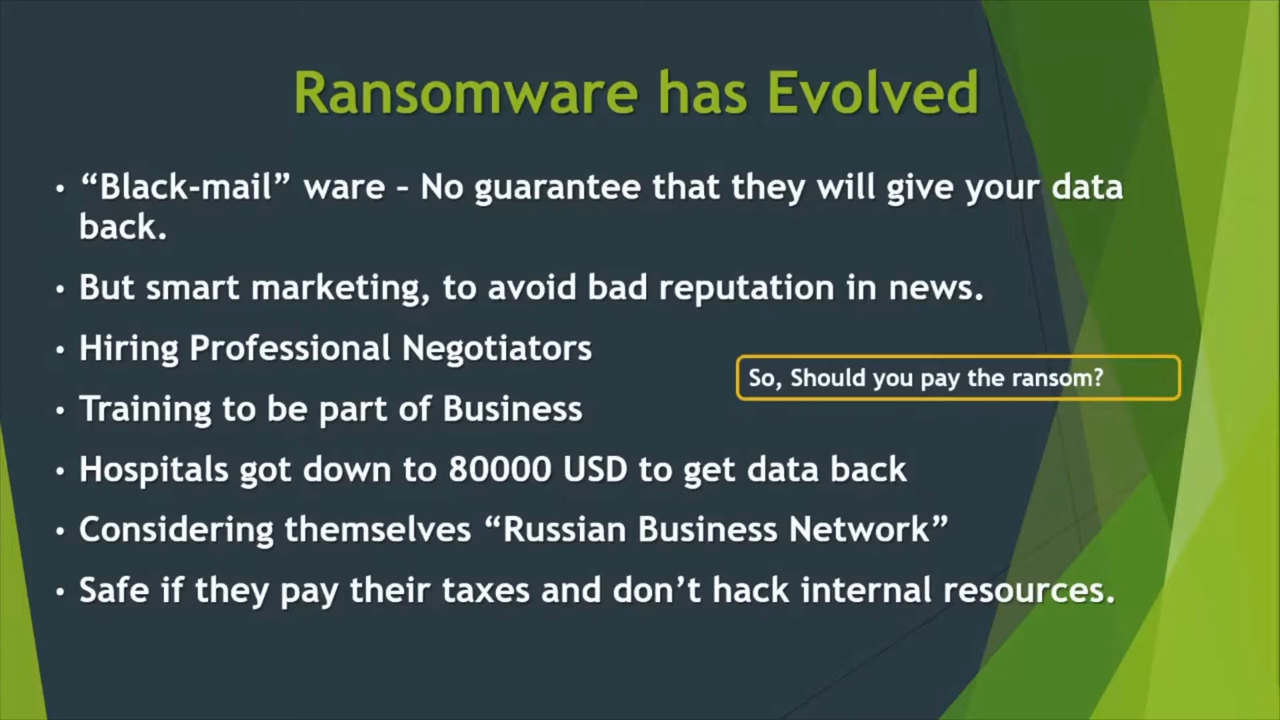 Ransomware has Evolved
• “Black-mail” ware – No guarantee that they will give your data
back.
• But smart marketing, to avoid bad reputation in news.
• Hiring Professional Negotiators
So, Should you pay the ransom?
• Training to be part of Business
• Hospitals got down to 80000 USD to get data back
• Considering themselves “Russian Business Network”
• Safe if they pay their taxes and don’t hack internal resources.